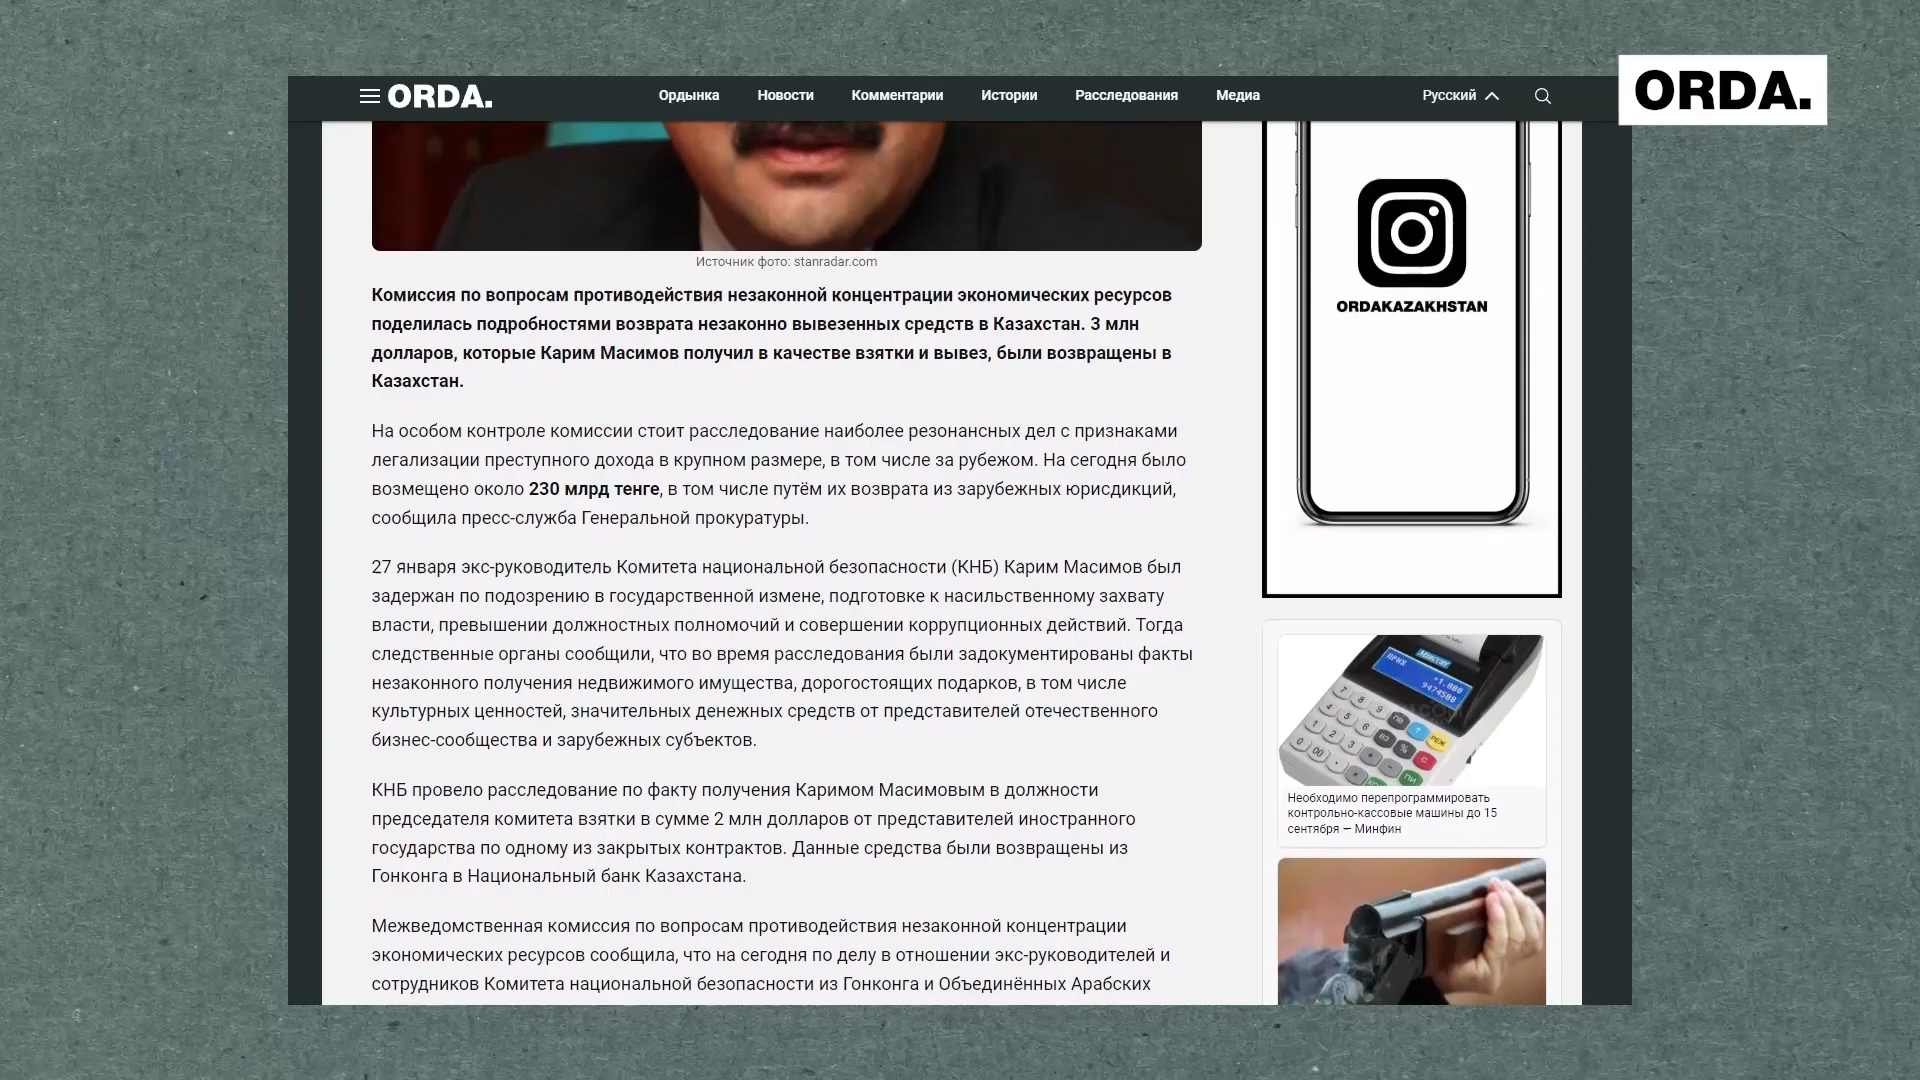 ORDA.
Ордынка
Новости
Комментарии
Истории
Расследования
Медиа
Русский
ORDA.
Источник фото: stanradar.com
Комиссия по вопросам противодействия незаконной концентрации экономических ресурсов
поделилась подробностями возврата незаконно вывезенных средств в Казахстан. 3 млн
долларов, которые Карим Масимов получил в качестве взятки и вывез, были возвращены в
Казахстан.
На особом контроле комиссии стоит расследование наиболее резонансных дел с признаками
легализации преступного дохода в крупном размере, в том числе за рубежом. На сегодня было
возмещено около 230 млрд тенге, в том числе путём их возврата из зарубежных юрисдикций,
сообщила пресс-служба Генеральной прокуратуры.
27 января экс-руководитель Комитета национальной безопасности (КНБ) Карим Масимов был
задержан по подозрению в государственной измене, подготовке к насильственному захвату
власти, превышении должностных полномочий и совершении коррупционных действий. Тогда
следственные органы сообщили, что во время расследования были задокументированы факты
незаконного получения недвижимого имущества, дорогостоящих подарков, в том числе
культурных ценностей, значительных денежных средств от представителей отечественного
бизнес-сообщества и зарубежных субъектов.
КНБ провело расследование по факту получения Каримом Масимовым в должности
председателя комитета взятки в сумме 2 млн долларов от представителей иностранного
государства по одному из закрытых контрактов. Данные средства были возвращены из
Гонконга в Национальный банк Казахстана.
Межведомственная комиссия по вопросам противодействия незаконной концентрации
экономических ресурсов сообщила, что на сегодня по делу в отношении экс-руководителей и
сотрудников Комитета национальной безопасности из Гонконга и Объединённых Арабских
ORDAKAZAKHSTAN
Необходимо перепрограммировать
контрольно-кассовые машины до 15
сентября — Минфин